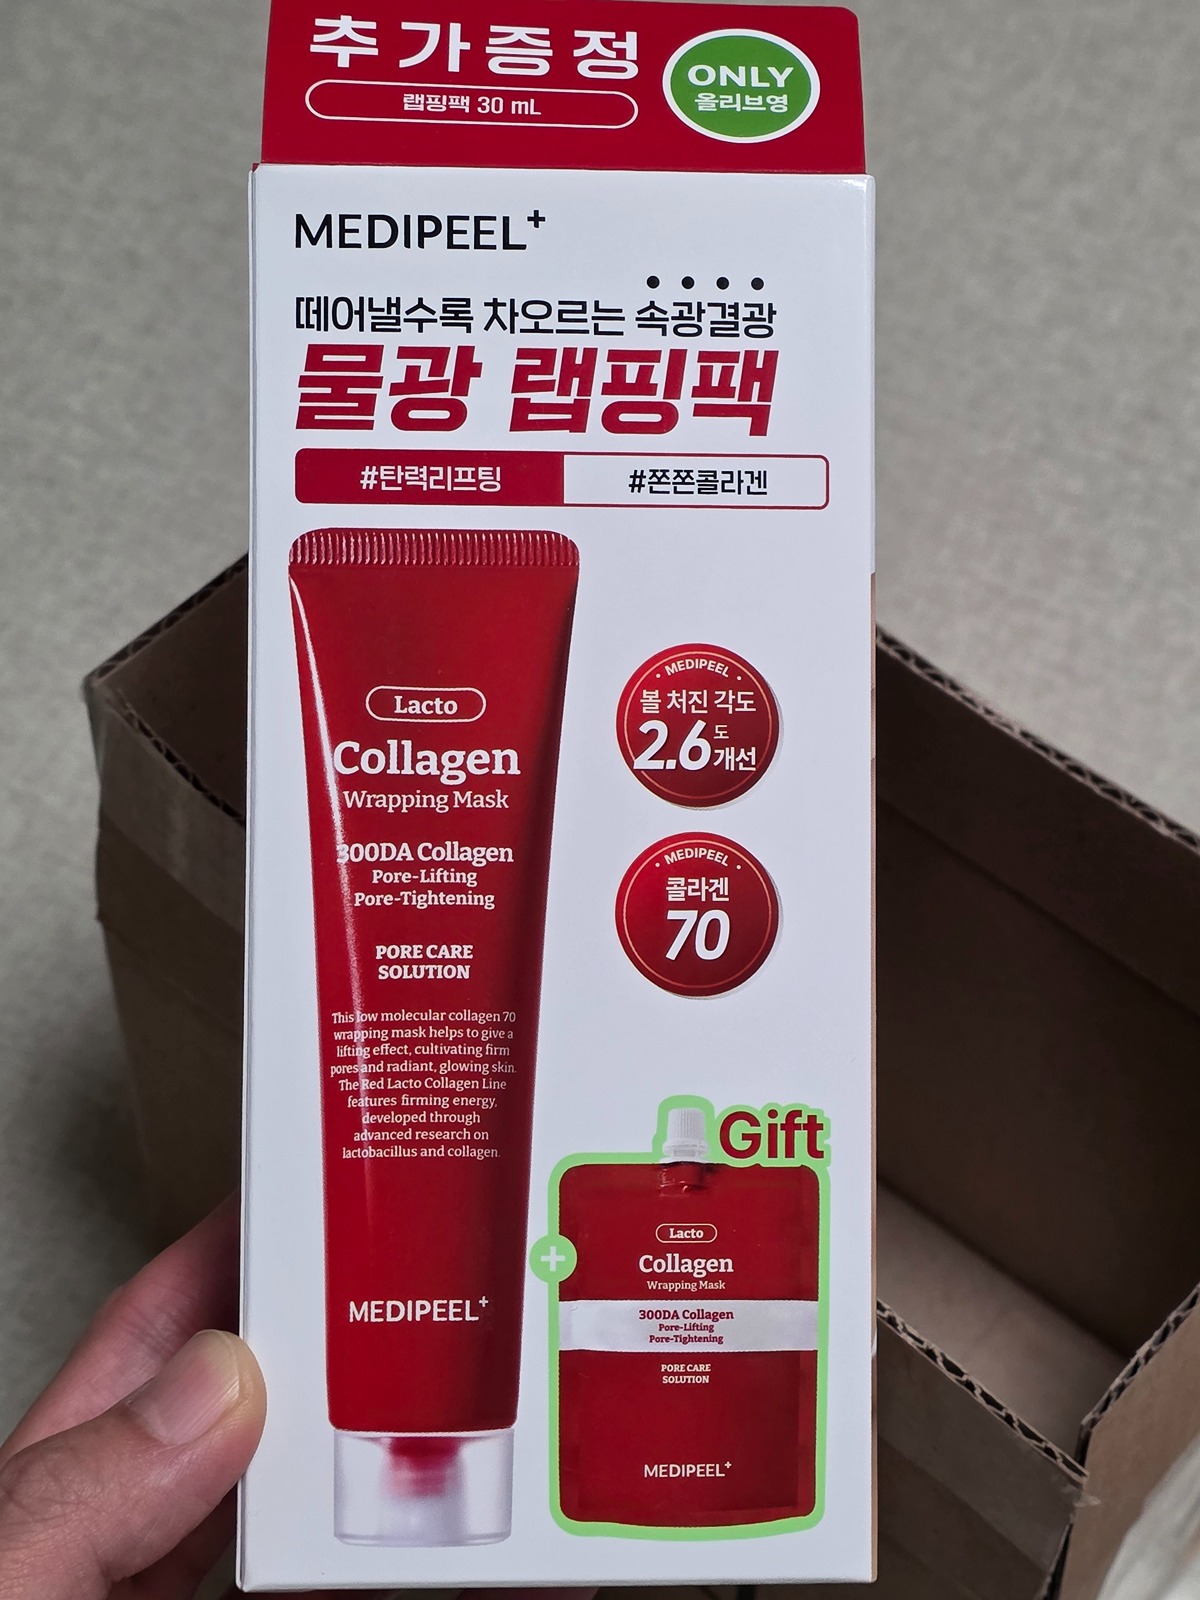 추가증정
랩핑팩 30 mL
ONLY
올리브영
MEDIPEEL+
떼어낼수록 차오르는 속광결광
물광 랩핑팩
#탄력리프팅
#쫀쫀콜라겐
Lacto
Collagen
Wrapping Mask
300DA Collagen
Pore-Lifting
Pore-Tightening
PORE CARE
SOLUTION
This low molecular collagen 70
wrapping mask helps to give a
lifting effect, cultivating firm
pores and radiant, glowing skin.
The Red Lacto Collagen Line
features firming energy,
developed through
advanced research on
lactobacillus and collagen.
MEDIPEEL+
MEDIPEEL
볼 처진 각도
2.6도 개선
MEDIPEEL
콜라겐
70
Gift
+
Lacto
Collagen
Wrapping Mask
300DA Collagen
Pore-Lifting
Pore-Tightening
PORE CARE
SOLUTION
MEDIPEEL+